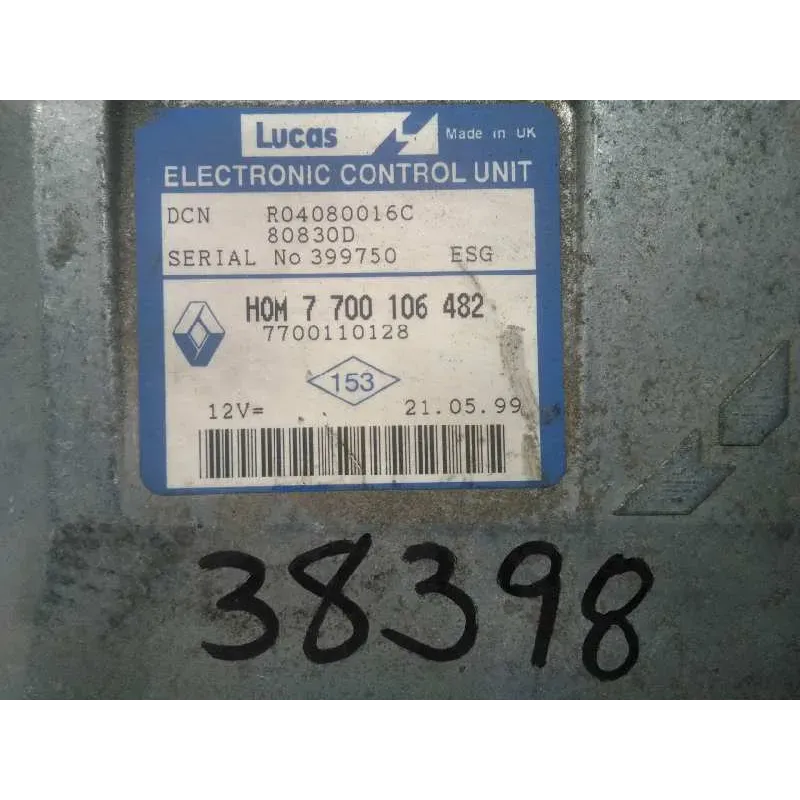 Lucas Made in UK
ELECTRONIC CONTROL UNIT
DCN R04080016C
80830D
SERIAL No 399750 ESG
HOM 7 700 106 482
7700110128
153
12V= 21.05.99
38398